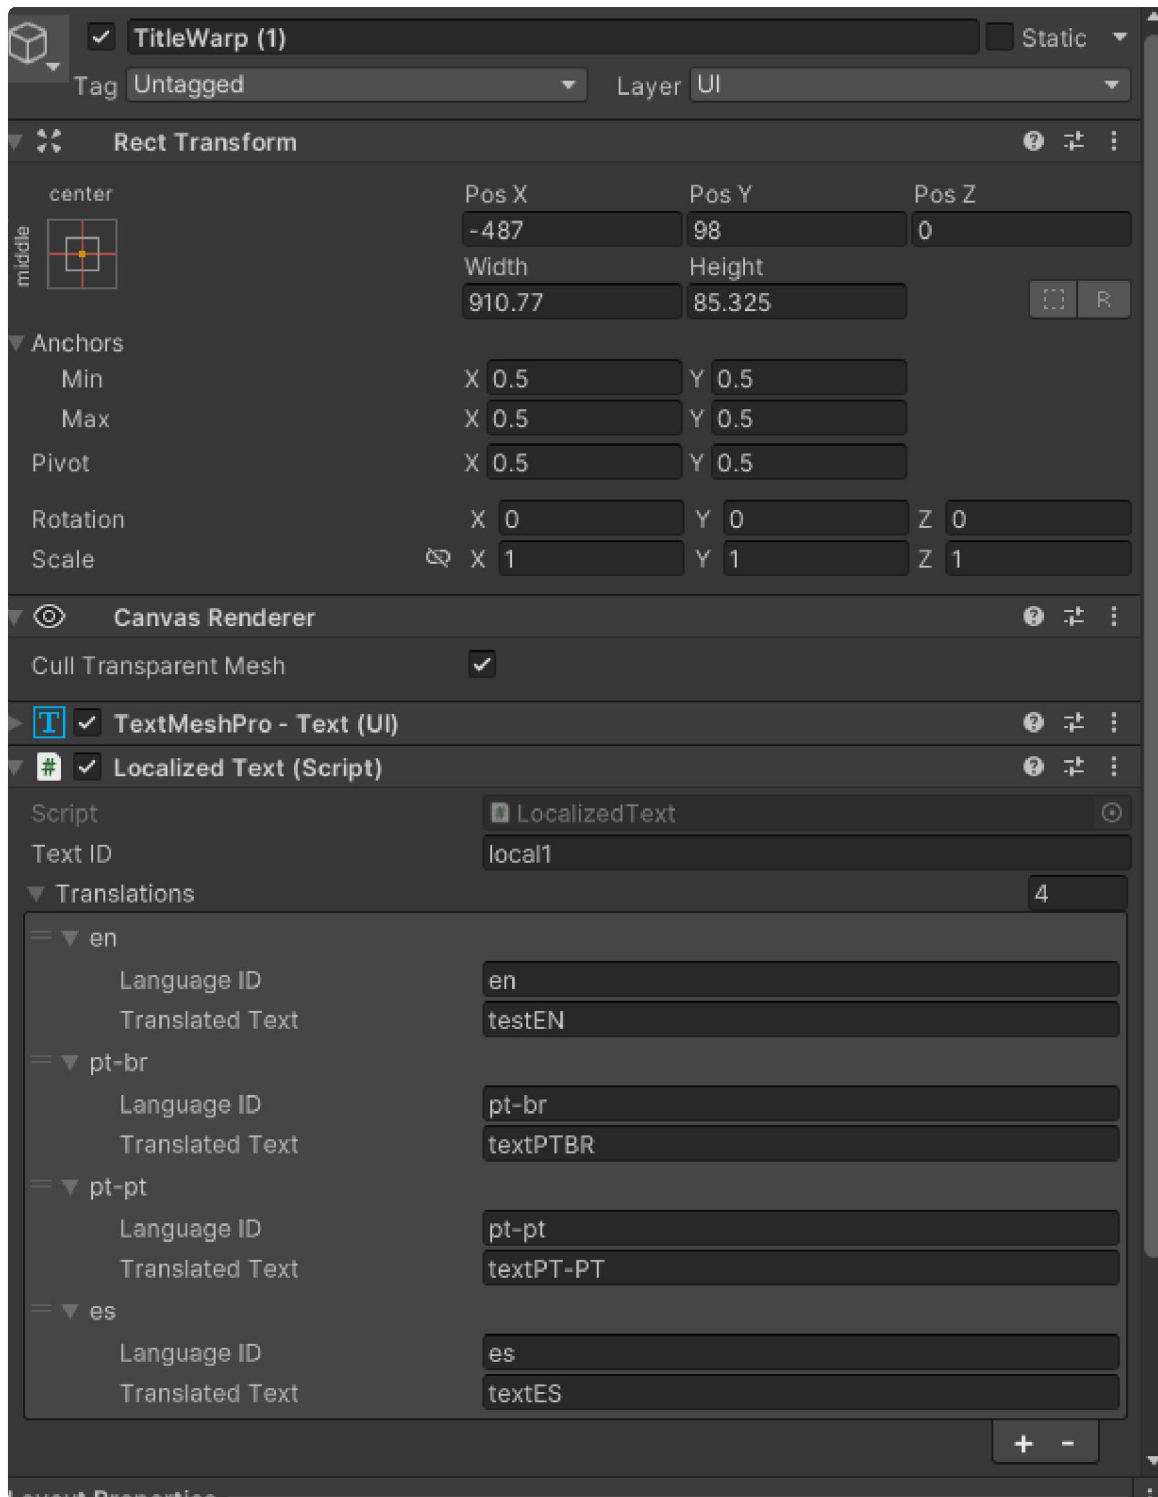 TitleWarp (1) Static
Tag Untagged Layer UI
Rect Transform
center Pos X Pos Y Pos Z
middle -487 98 0
Width Height
910.77 85.325 R
Anchors
Min X 0.5 Y 0.5
Max X 0.5 Y 0.5
Pivot X 0.5 Y 0.5
Rotation X 0 Y 0 Z 0
Scale X 1 Y 1 Z 1
Canvas Renderer
Cull Transparent Mesh
T TextMeshPro - Text (UI)
# Localized Text (Script)
Script # LocalizedText
Text ID local1
Translations 4
en
Language ID en
Translated Text testEN
pt-br
Language ID pt-br
Translated Text textPTBR
pt-pt
Language ID pt-pt
Translated Text textPT-PT
es
Language ID es
Translated Text textES
+ -
Layout Properties